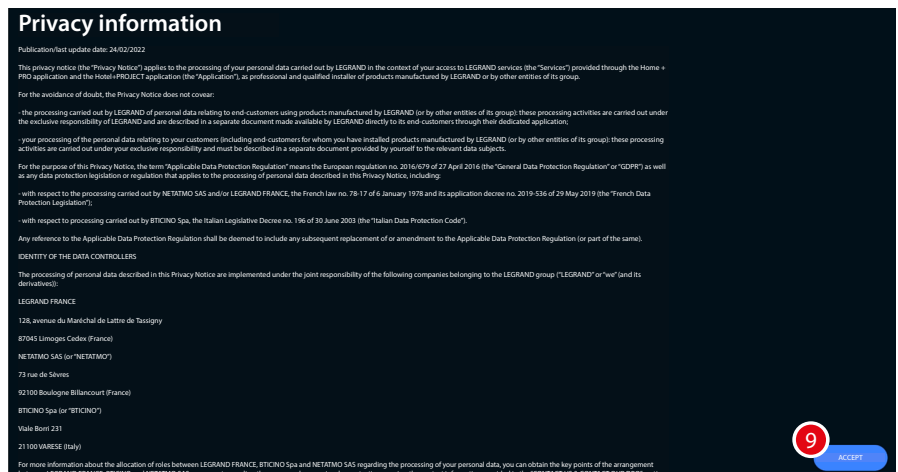 Privacy information
Publication/last update date: 24/02/2022
This privacy notice (the "Privacy Notice") applies to the processing of your personal data carried out by LEGRAND in the context of your access to LEGRAND services (the "Services") provided through the Home +
PRO application and the Hotel+PROJECT application (the "Application"), as professional and qualified installer of products manufactured by LEGRAND or by other entities of its group.
For the avoidance of doubt, the Privacy Notice does not covear:
- the processing carried out by LEGRAND of personal data relating to end-customers using products manufactured by LEGRAND (or by other entities of its group): these processing activities are carried out under
the exclusive responsibility of LEGRAND and are described in a separate document made available by LEGRAND directly to its end-customers through their dedicated application;
- your processing of the personal data relating to your customers (including end-customers for whom you have installed products manufactured by LEGRAND (or by other entities of its group): these processing
activities are carried out under your exclusive responsibility and must be described in a separate document provided by yourself to the relevant data subjects.
For the purpose of this Privacy Notice, the term "Applicable Data Protection Regulation" means the European regulation no. 2016/679 of 27 April 2016 (the "General Data Protection Regulation" or "GDPR") as well
as any data protection legislation or regulation that applies to the processing of personal data described in this Privacy Notice, including:
- with respect to the processing carried out by NETATMO SAS and/or LEGRAND FRANCE, the French law no. 78-17 of 6 January 1978 and its application decree no. 2019-536 of 29 May 2019 (the "French Data
Protection Legislation");
- with respect to processing carried out by BTICINO Spa, the Italian Legislative Decree no. 196 of 30 June 2003 (the "Italian Data Protection Code").
Any reference to the Applicable Data Protection Regulation shall be deemed to include any subsequent replacement of or amendment to the Applicable Data Protection Regulation (or part of the same).
IDENTITY OF THE DATA CONTROLLERS
The processing of personal data described in this Privacy Notice are implemented under the joint responsibility of the following companies belonging to the LEGRAND group ("LEGRAND" or "we" (and its
derivatives)):
LEGRAND FRANCE
128, avenue du Maréchal de Lattre de Tassigny
87045 Limoges Cedex (France)
NETATMO SAS (or "NETATMO")
73 rue de Sèvres
92100 Boulogne Billancourt (France)
BTICINO Spa (or "BTICINO")
Viale Borri 231
21100 VARESE (Italy)
9
ACCEPT
For more information about the allocation of roles between LEGRAND FRANCE, BTICINO Spa and NETATMO SAS regarding the processing of your personal data, you can obtain the key points of the arrangement